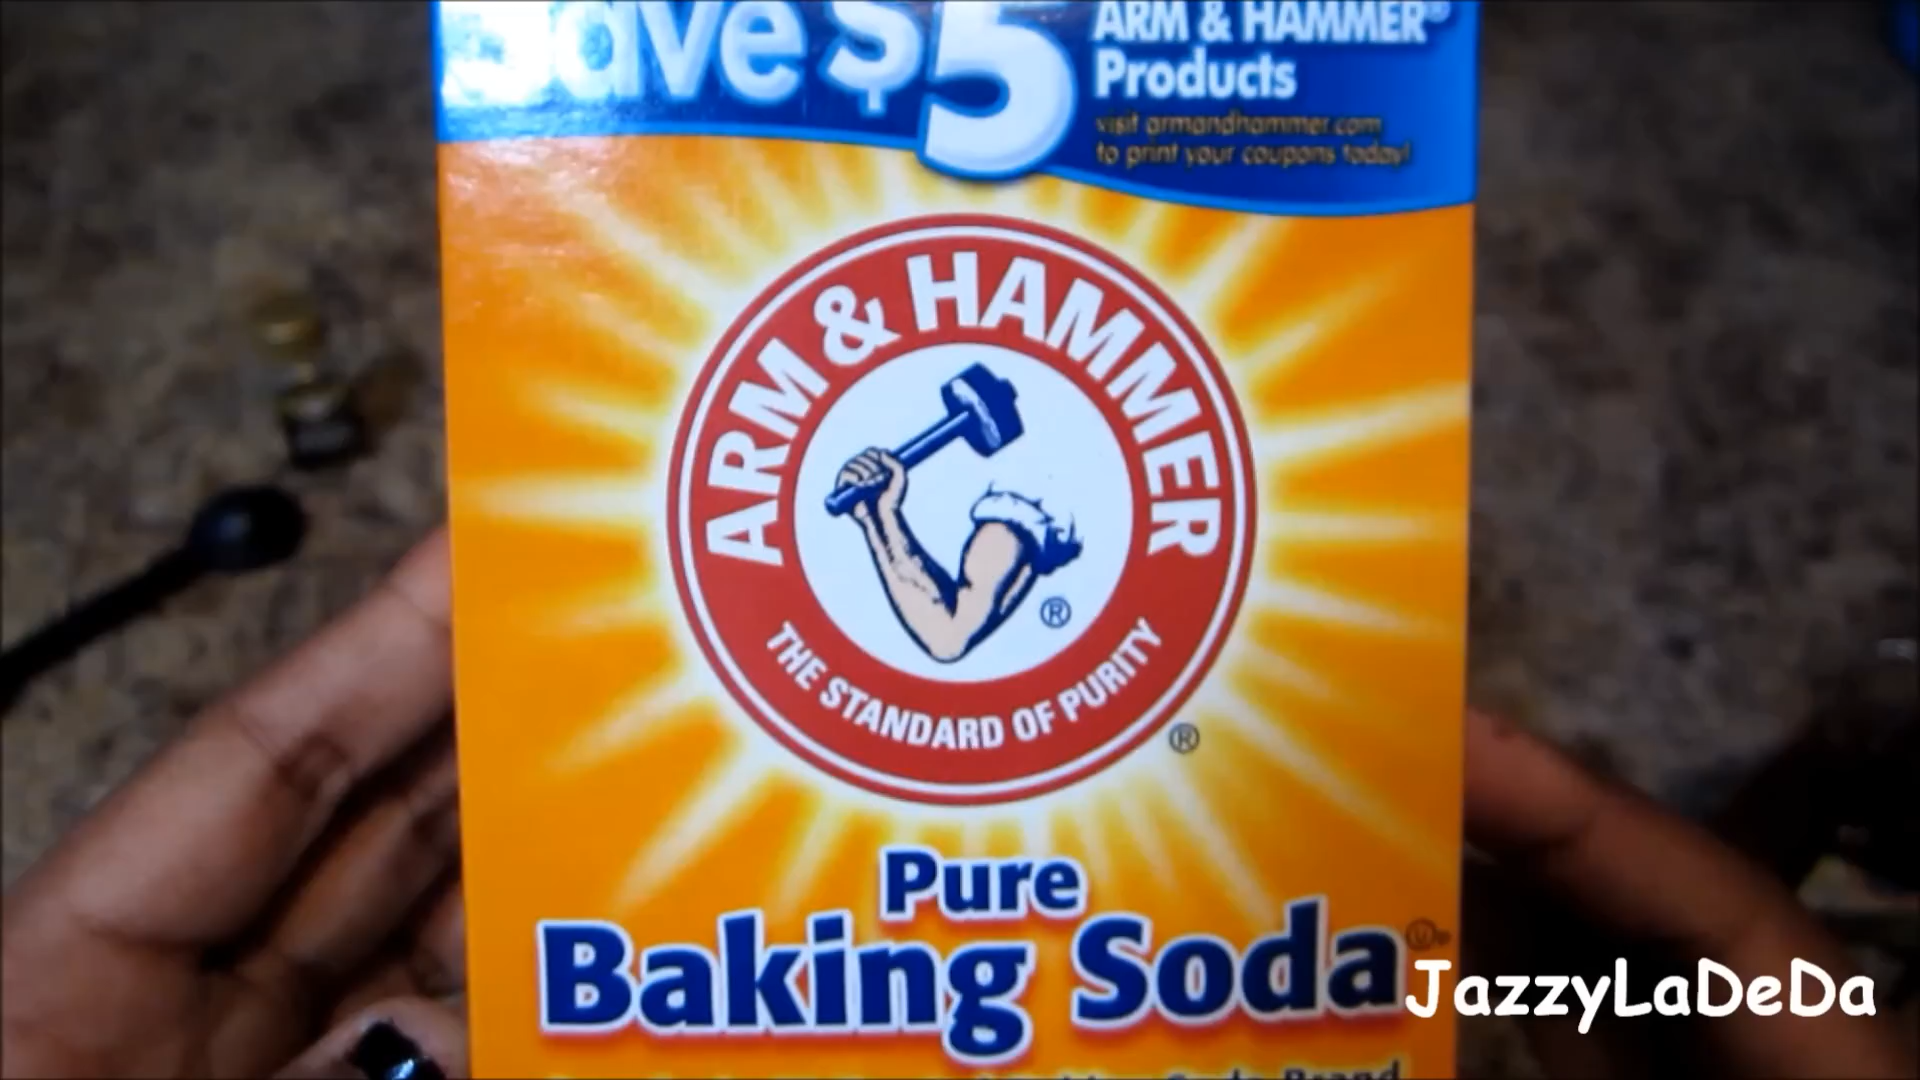 Save $5
ARM & HAMMER®
Products
visit armandhammer.com
to print your coupons today!
ARM & HAMMER
®
THE STANDARD OF PURITY
®
Pure
Baking Soda
Brand
JazzyLaDeDa